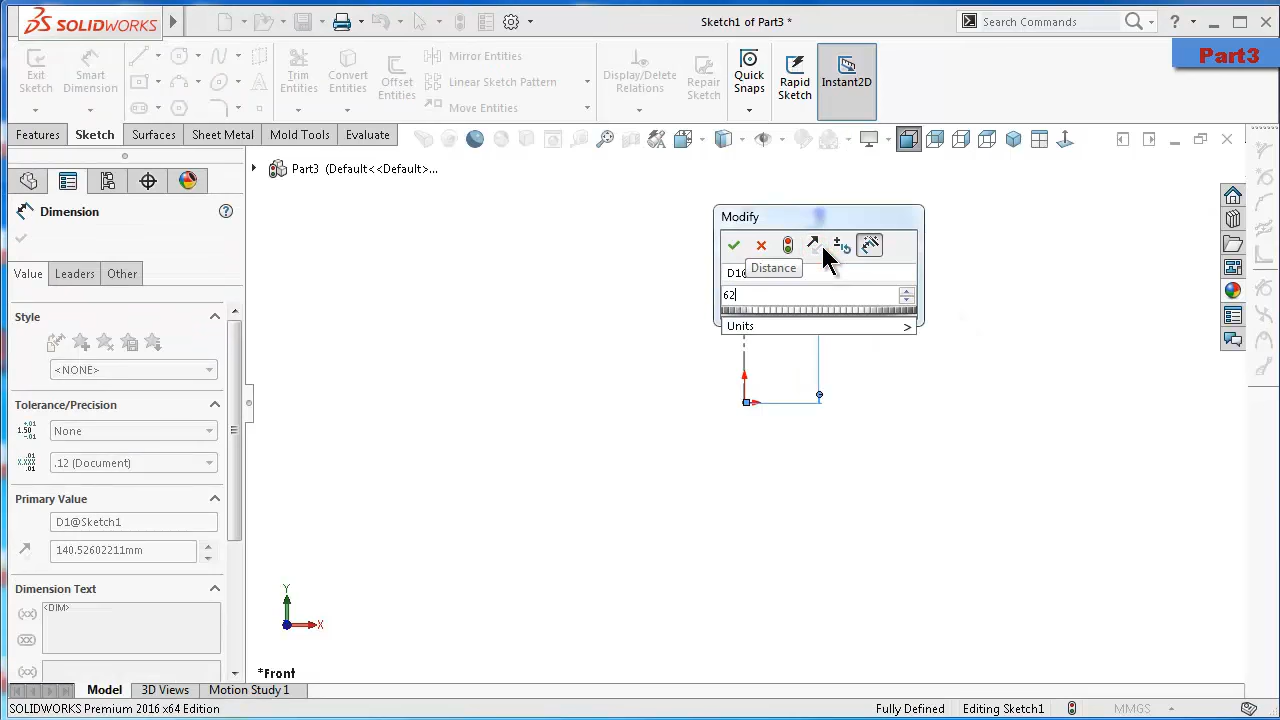 SOLIDWORKS
Sketch1 of Part3 *
Search Commands
?
Part3
Exit Sketch
Smart Dimension
Trim Entities
Convert Entities
Offset Entities
Mirror Entities
Linear Sketch Pattern
Move Entities
Display/Delete Relations
Repair Sketch
Quick Snaps
Rapid Sketch
Instant2D
Features
Sketch
Surfaces
Sheet Metal
Mold Tools
Evaluate
Part3 (Default<<Default>...
Dimension
?
Value
Leaders
Other
Style
<NONE>
Tolerance/Precision
None
.12 (Document)
Primary Value
D1@Sketch1
140.52602211mm
Dimension Text
<DIM>
Modify
Distance
D1@
62
Units >
Y
X
*Front
Model
3D Views
Motion Study 1
SOLIDWORKS Premium 2016 x64 Edition
Fully Defined
Editing Sketch1
MMGS